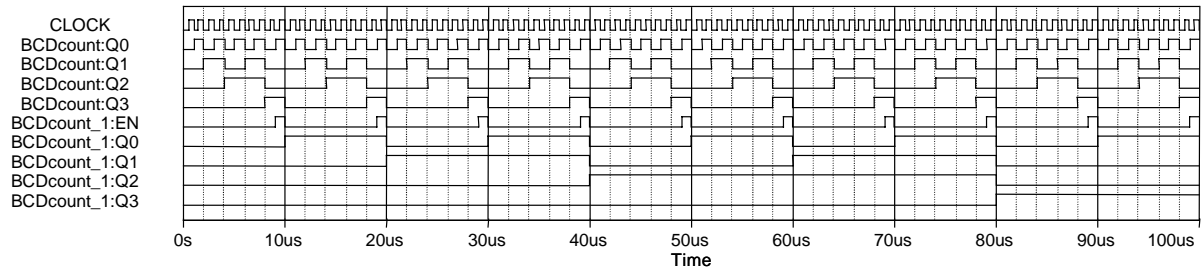 CLOCK
BCDcount:Q0
BCDcount:Q1
BCDcount:Q2
BCDcount:Q3
BCDcount_1:EN
BCDcount_1:Q0
BCDcount_1:Q1
BCDcount_1:Q2
BCDcount_1:Q3
0s 10us 20us 30us 40us 50us 60us 70us 80us 90us 100us
Time